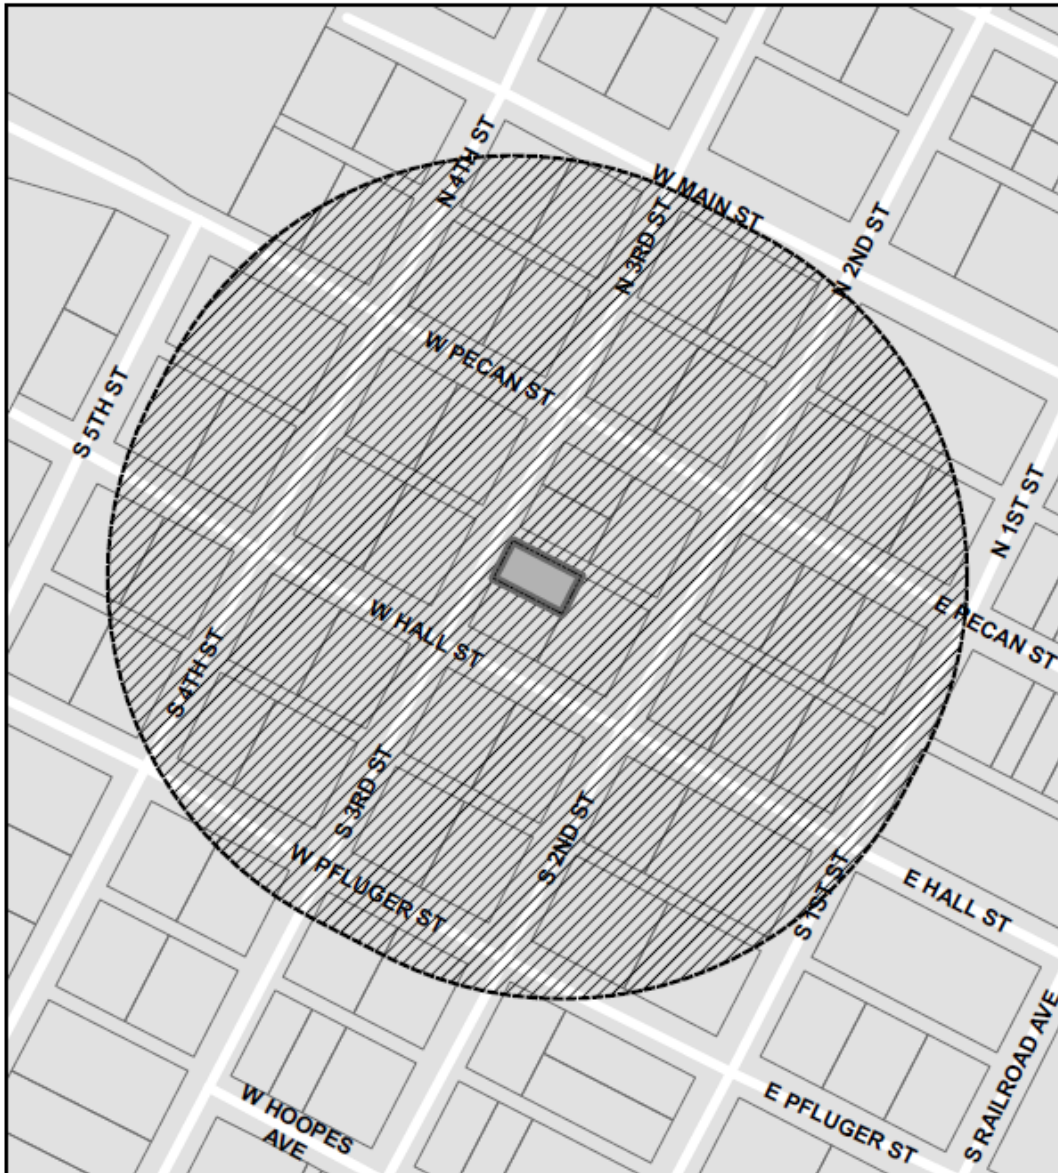 N 4TH ST
W MAIN ST
N 3RD ST
N 2ND ST
W PECAN ST
S 5TH ST
N 1ST ST
E PECAN ST
W HALL ST
S 4TH ST
S 3RD ST
S 2ND ST
W PFLUGER ST
S 1ST ST
E HALL ST
S RAILROAD AVE
W HOOPES
AVE
E PFLUGER ST